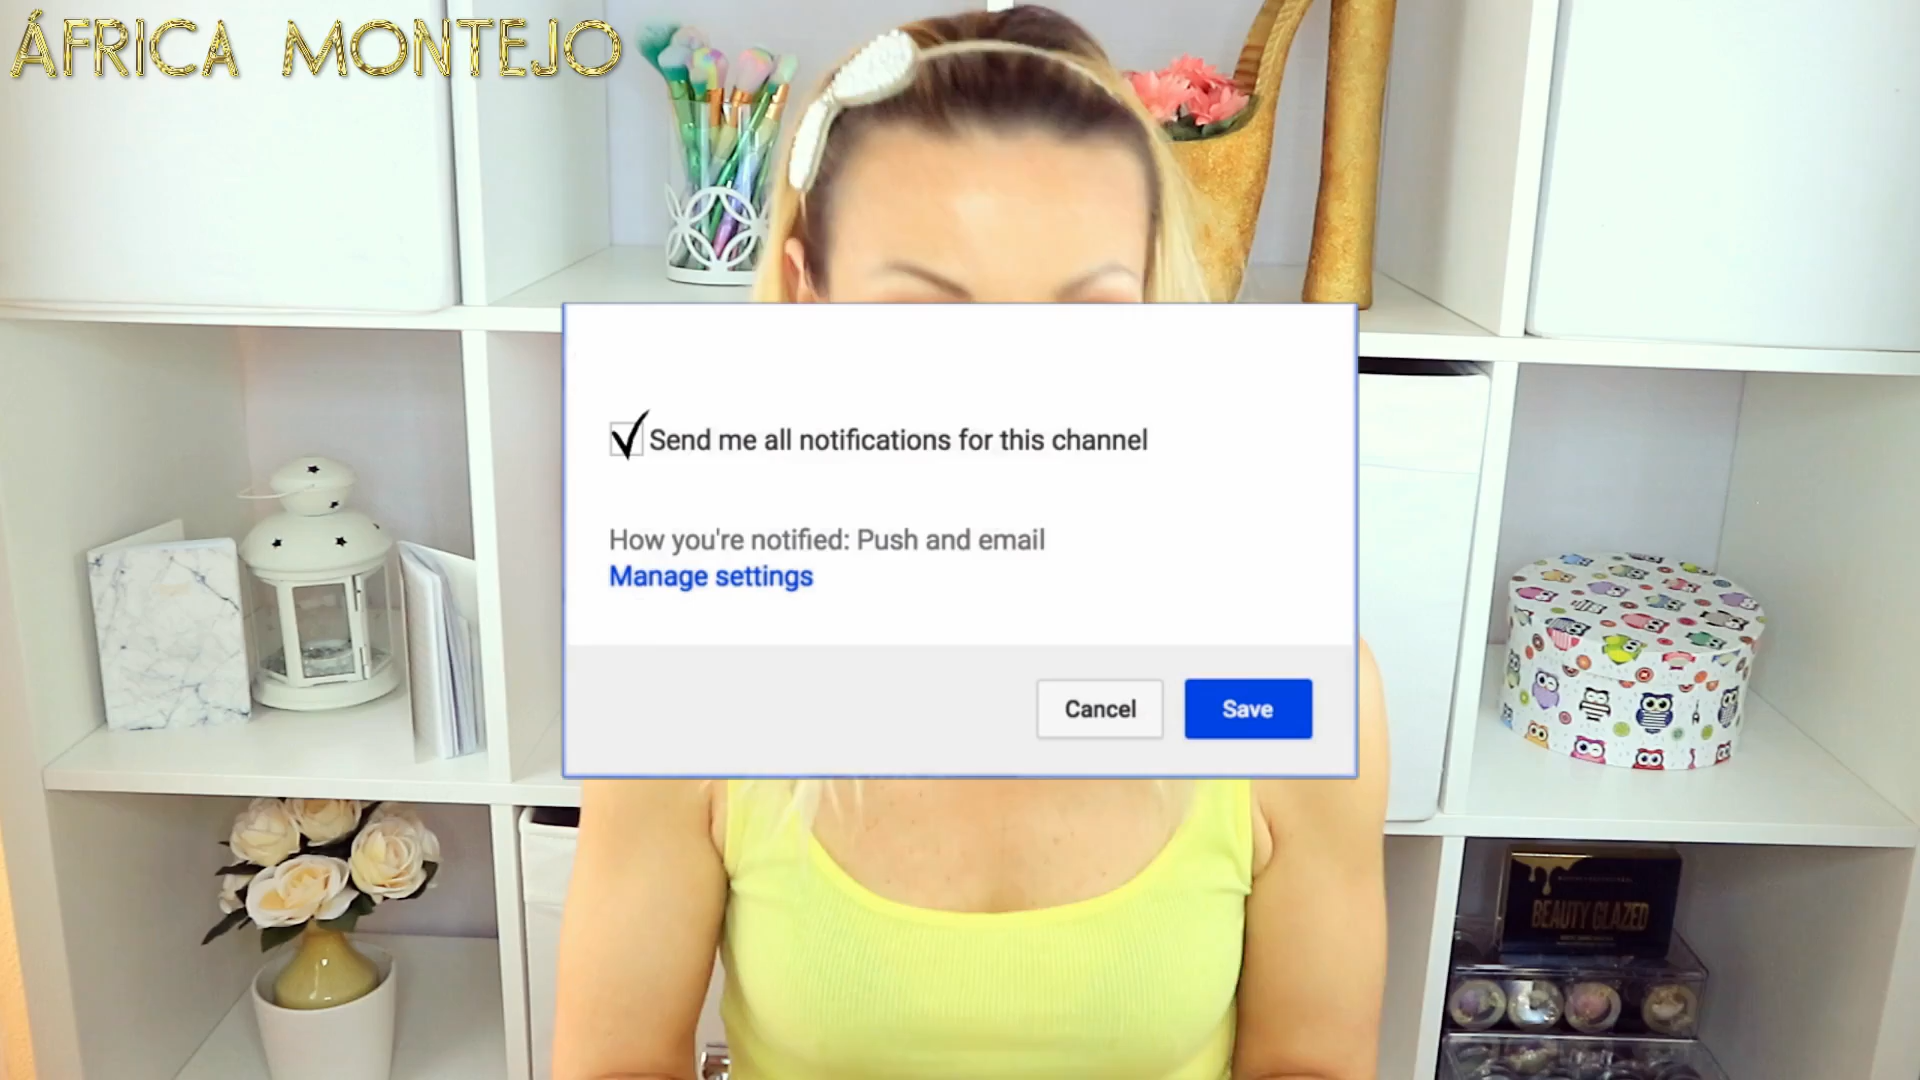 ÁFRICA MONTEJO
Send me all notifications for this channel
How you're notified: Push and email
Manage settings
Cancel
Save
BEAUTY GLAZED